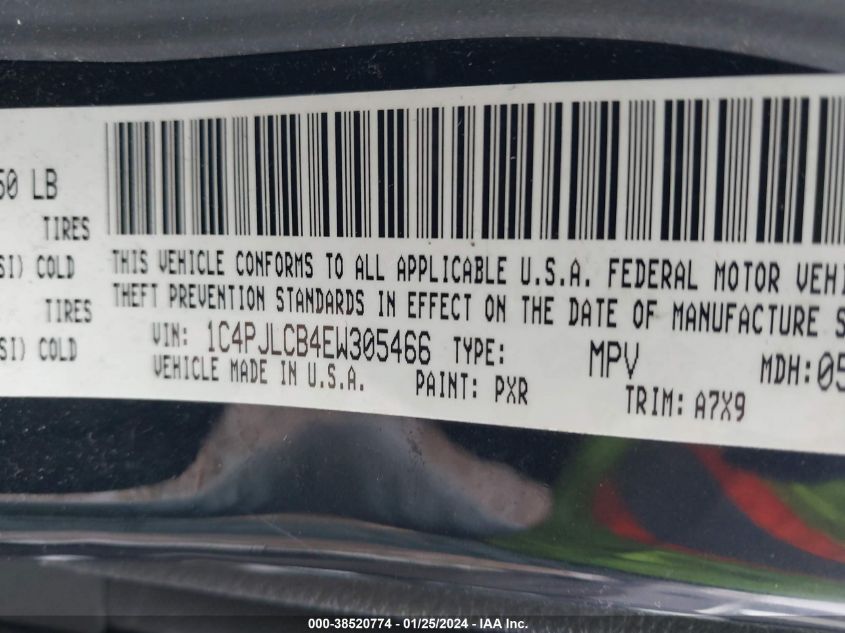 50 LB
TIRES
SI) COLD
TIRES
SI) COLD
THIS VEHICLE CONFORMS TO ALL APPLICABLE U.S.A. FEDERAL MOTOR VEHI
THEFT PREVENTION STANDARDS IN EFFECT ON THE DATE OF MANUFACTURE S
VIN: 1C4PJLCB4EW305466 TYPE: MPV MDH: 05
VEHICLE MADE IN U.S.A. PAINT: PXR TRIM: A7X9
000-38520774 - 01/25/2024 - IAA Inc.